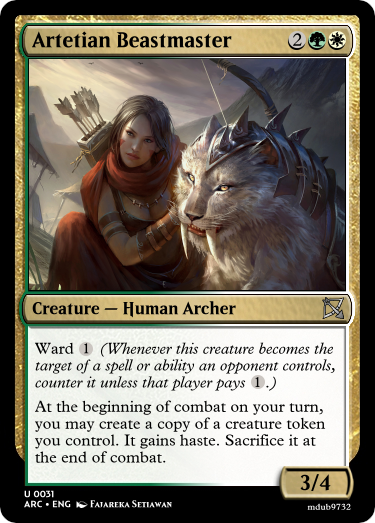 Artetian Beastmaster 2
Creature — Human Archer
Ward 1 (Whenever this creature becomes the
target of a spell or ability an opponent controls,
counter it unless that player pays 1.)
At the beginning of combat on your turn,
you may create a copy of a creature token
you control. It gains haste. Sacrifice it at
the end of combat.
3/4
U 0031
ARC • ENG Fajareka Setiawan
mdub9732